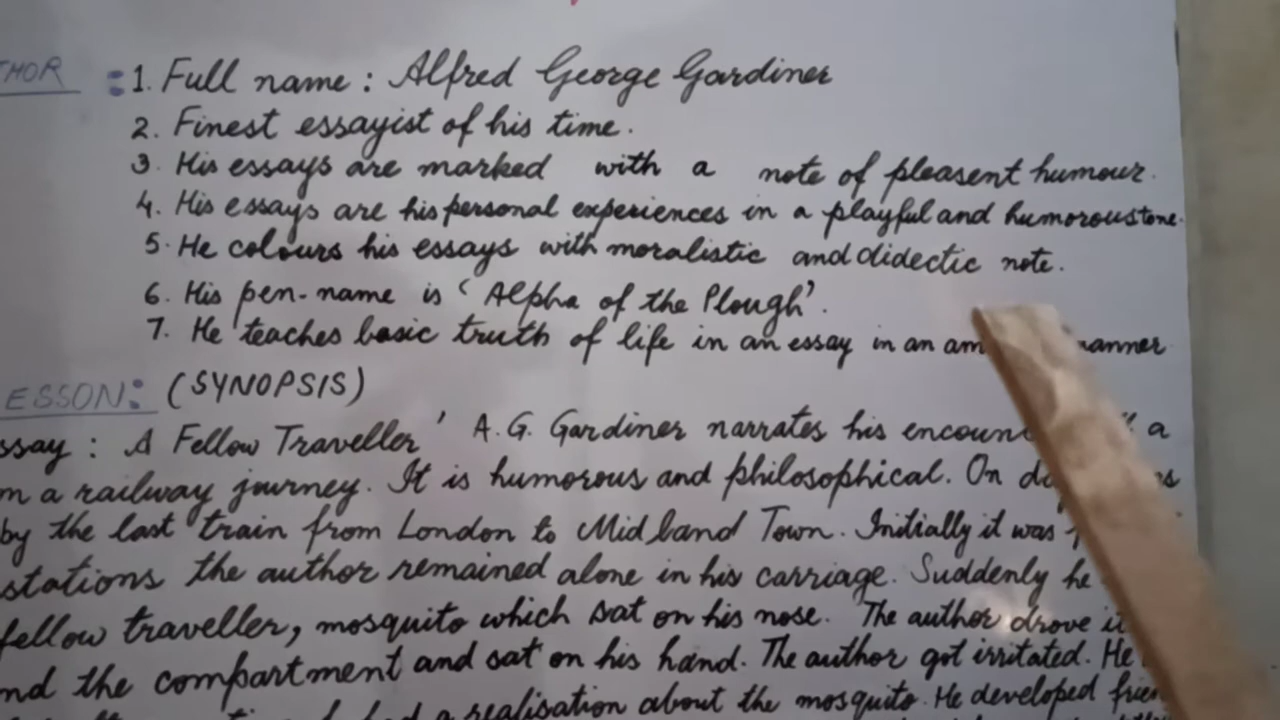 THOR :1. Full name : Alfred George Gardiner
2. Finest essayist of his time.
3. His essays are marked with a note of pleasent humour.
4. His essays are his personal experiences in a playful and humorous tone.
5. He colours his essays with moralistic and didectic note.
6. His pen-name is 'Alpha of the Plough'.
7. He teaches basic truth of life in an essay in an am manner
ESSON: (SYNOPSIS)
ssay : A Fellow Traveller' A.G. Gardiner narrates his encoun a
m a railway journey. It is humorous and philosophical. On
by the last train from London to Midland Town. Initially it was
stations the author remained alone in his carriage. Suddenly he
fellow traveller, mosquito which sat on his nose. The author drove it
nd the compartment and sat on his hand. The author got irritated. He
a realisation about the mosquito. He developed frien